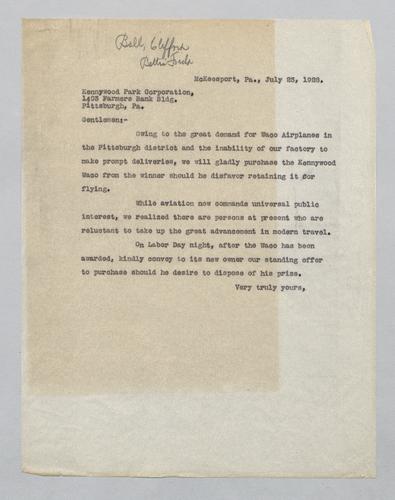 Ball, Clifford
McKeesport, Pa., July 23, 1928.
Kennywood Park Corporation,
1403 Farmers Bank Bldg.
Pittsburgh, Pa.
Gentlemen:-
Owing to the great demand for Waco Airplanes in
the Pittsburgh district and the inability of our factory to
make prompt deliveries, we will gladly purchase the Kennywood
Waco from the winner should he disfavor retaining it for
flying.
While aviation now commands universal public
interest, we realized there are persons at present who are
reluctant to take up the great advancement in modern travel.
On Labor Day night, after the Waco has been
awarded, kindly convey to its new owner our standing offer
to purchase should he desire to dispose of his prize.
Very truly yours,